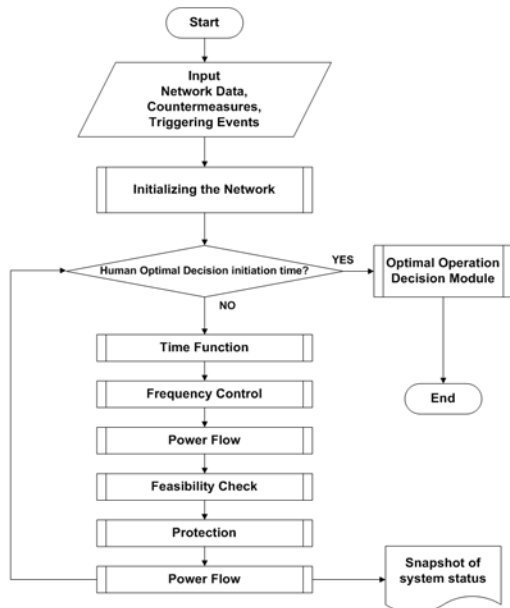 Start
Input
Network Data,
Countermeasures,
Triggering Events
Initializing the Network
Human Optimal Decision initiation time?
YES
Optimal Operation
Decision Module
NO
Time Function
End
Frequency Control
Power Flow
Feasibility Check
Protection
Power Flow
Snapshot of
system status